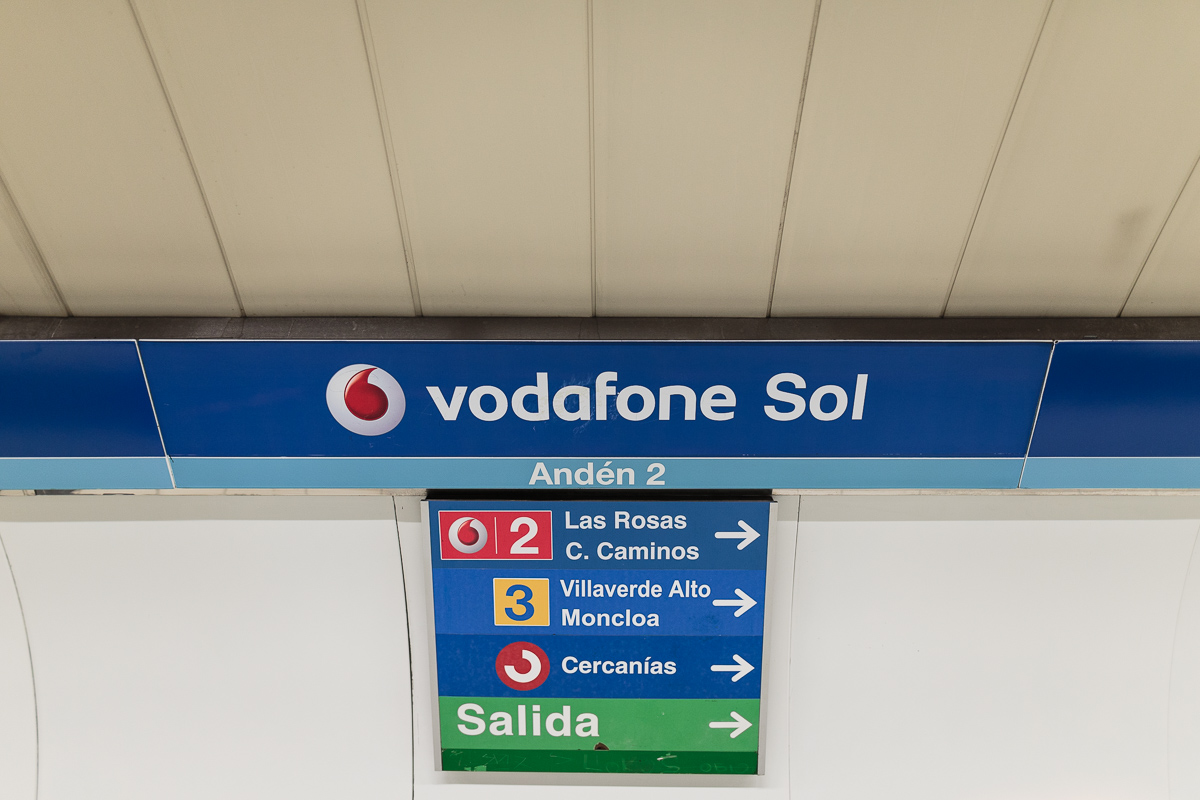 vodafone Sol
Andén 2
2 Las Rosas
C. Caminos
3 Villaverde Alto
Moncloa
Cercanías
Salida